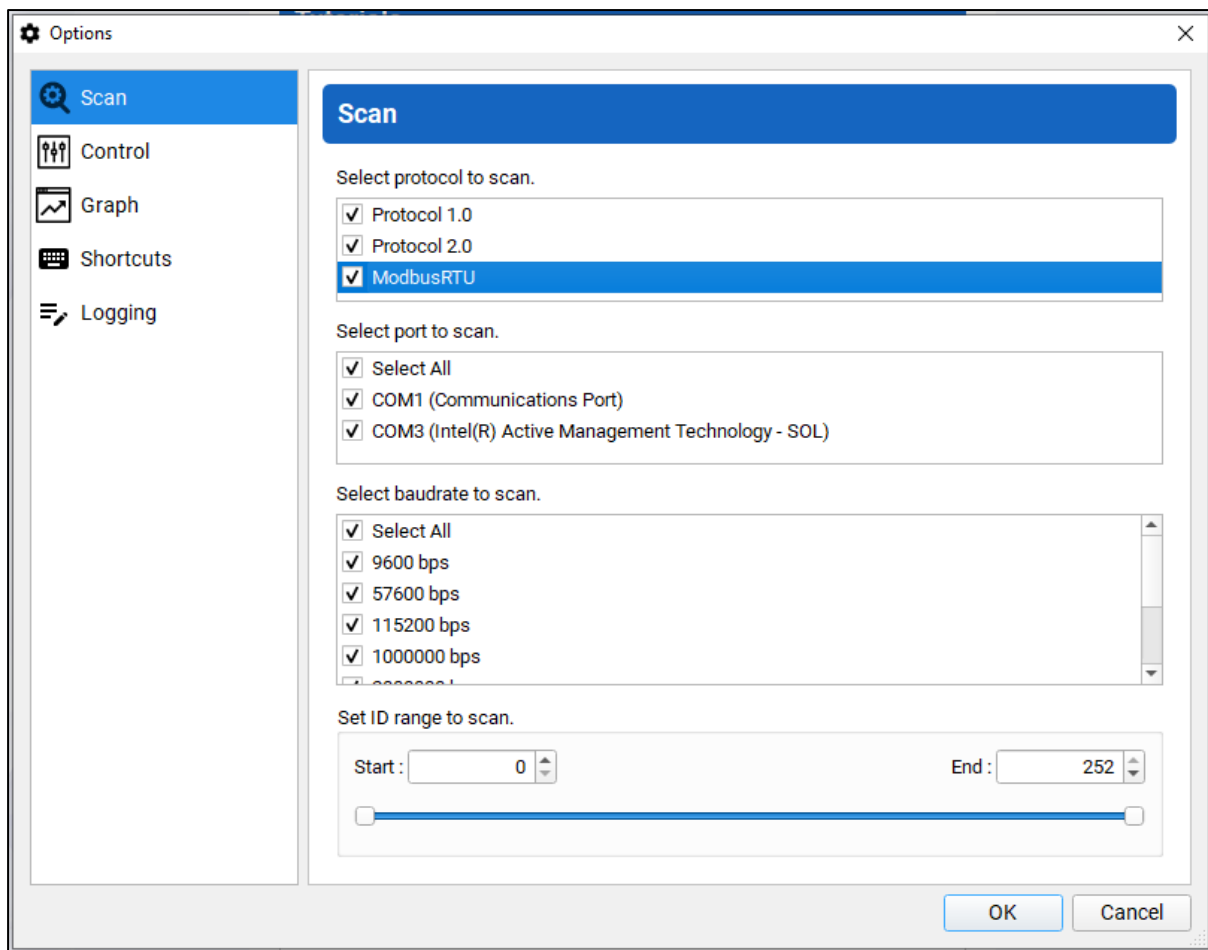 Options
Scan
Control
Graph
Shortcuts
Logging
Scan
Select protocol to scan.
Protocol 1.0
Protocol 2.0
ModbusRTU
Select port to scan.
Select All
COM1 (Communications Port)
COM3 (Intel(R) Active Management Technology - SOL)
Select baudrate to scan.
Select All
9600 bps
57600 bps
115200 bps
1000000 bps
Set ID range to scan.
Start : 0 End : 252
OK Cancel